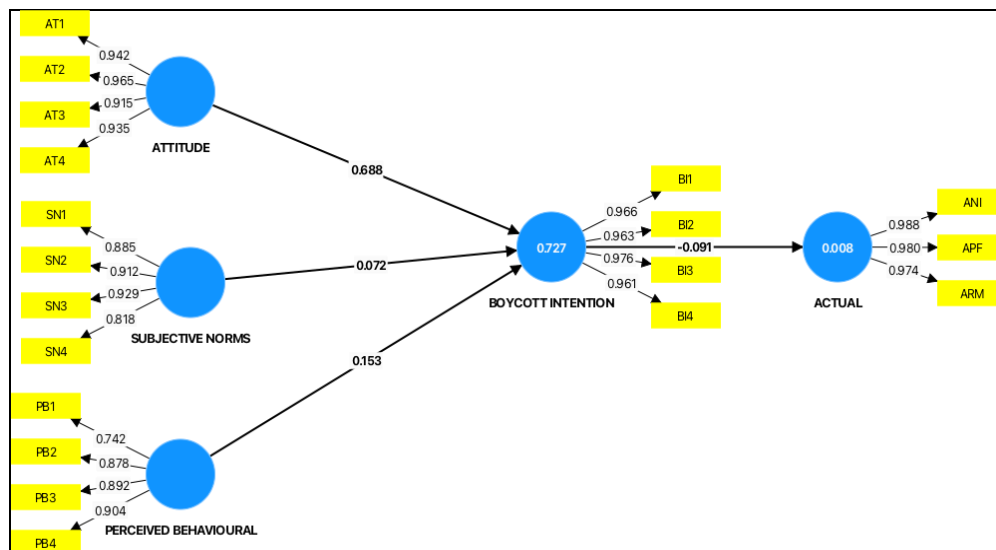 AT1
AT2
AT3
AT4
0.942
0.965
0.915
0.935
ATTITUDE
SN1
SN2
SN3
SN4
0.885
0.912
0.929
0.818
SUBJECTIVE NORMS
PB1
PB2
PB3
PB4
0.742
0.878
0.892
0.904
PERCEIVED BEHAVIOURAL
0.688
0.072
0.153
0.727
BOYCOTT INTENTION
BI1
BI2
BI3
BI4
0.966
0.963
0.976
0.961
-0.091
0.008
ACTUAL
0.988
0.980
0.974
ANI
APF
ARM